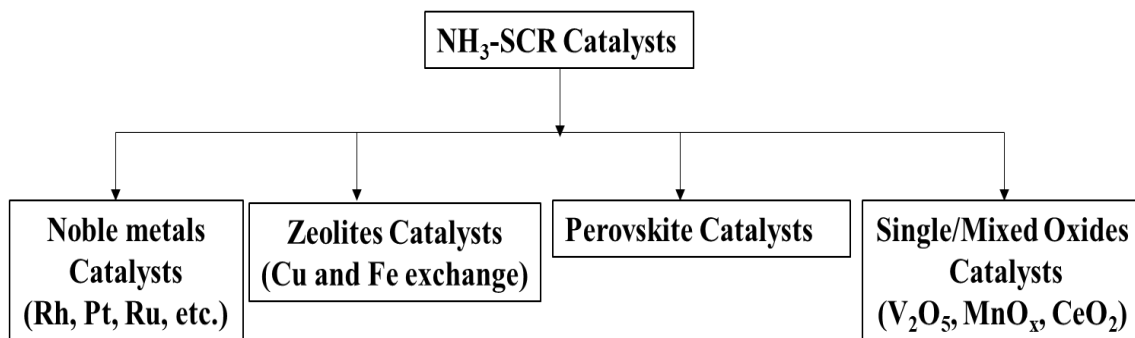 NH₃-SCR Catalysts
Noble metals
Catalysts
(Rh, Pt, Ru, etc.)
Zeolites Catalysts
(Cu and Fe exchange)
Perovskite Catalysts
Single/Mixed Oxides
Catalysts
(V₂O₅, MnOₓ, CeO₂)